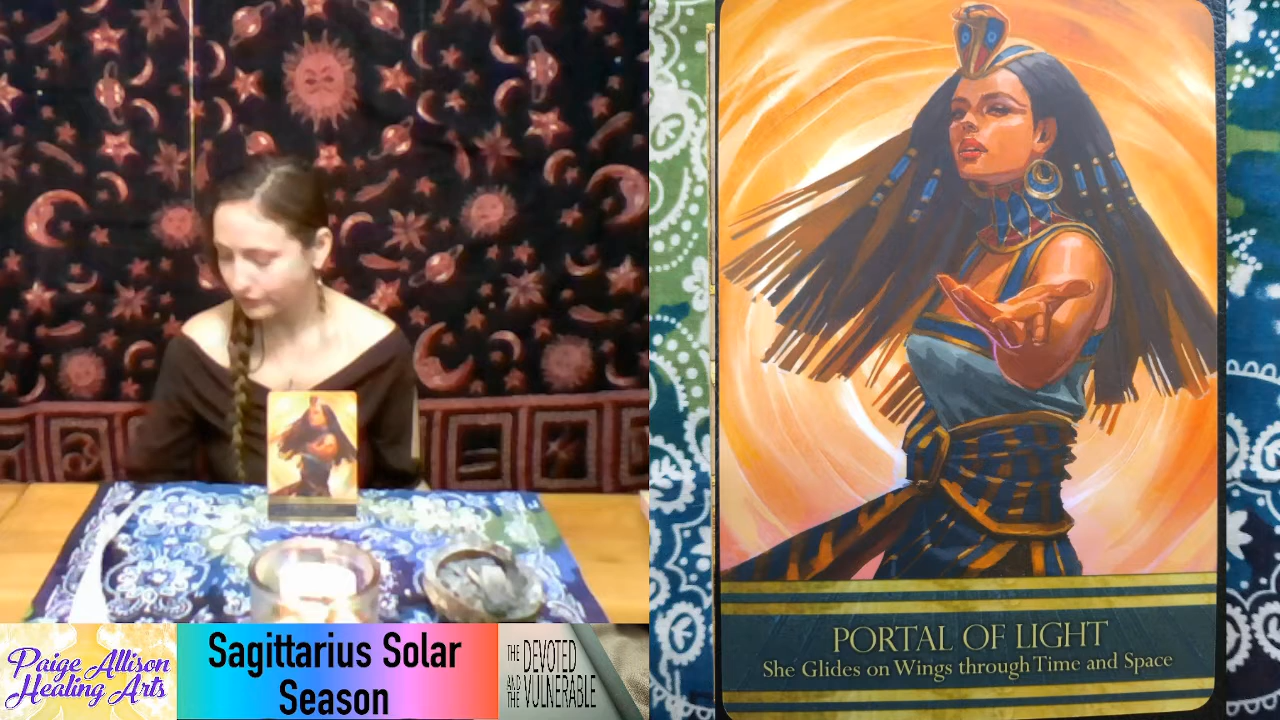 Paige Allison
Healing Arts
Sagittarius Solar
Season
THE DEVOTED
AND THE VULNERABLE
PORTAL OF LIGHT
She Glides on Wings through Time and Space